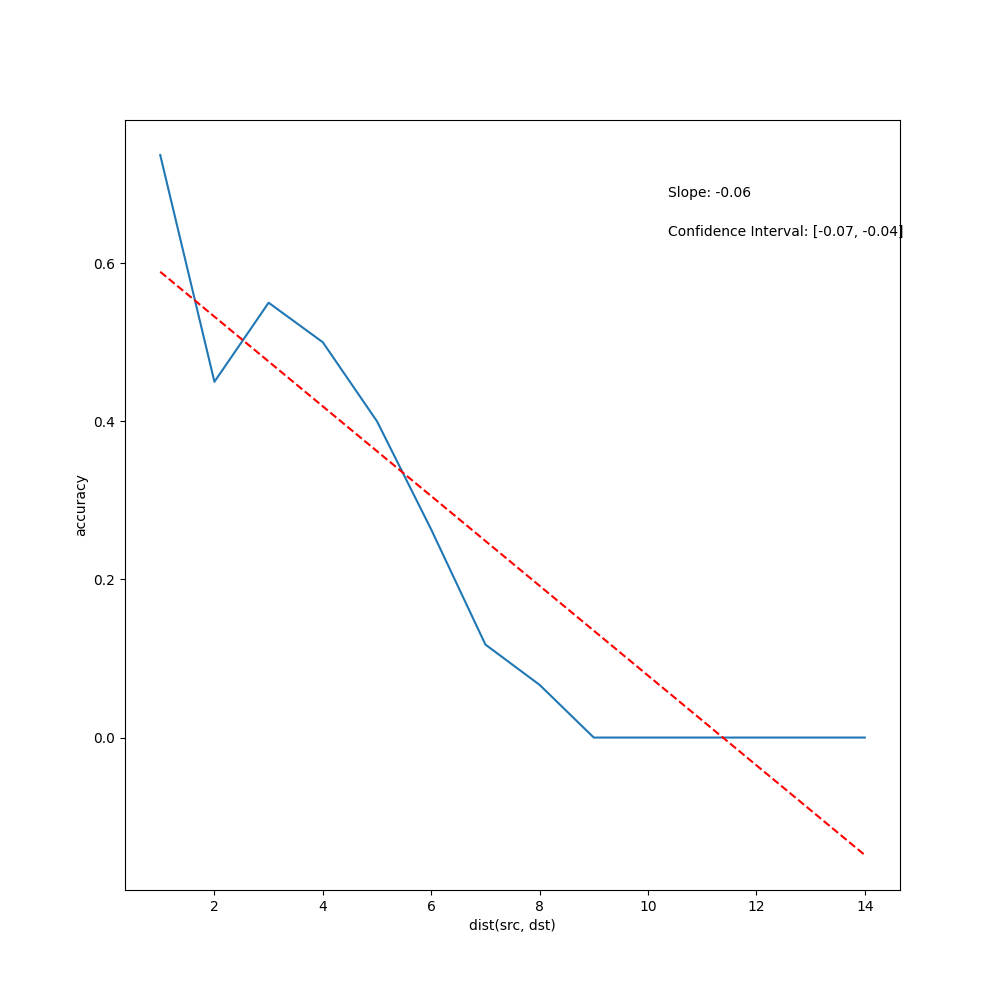 Slope: -0.06
Confidence Interval: [-0.07, -0.04]
accuracy
0.6
0.4
0.2
0.0
2 4 6 8 10 12 14
dist(src, dst)